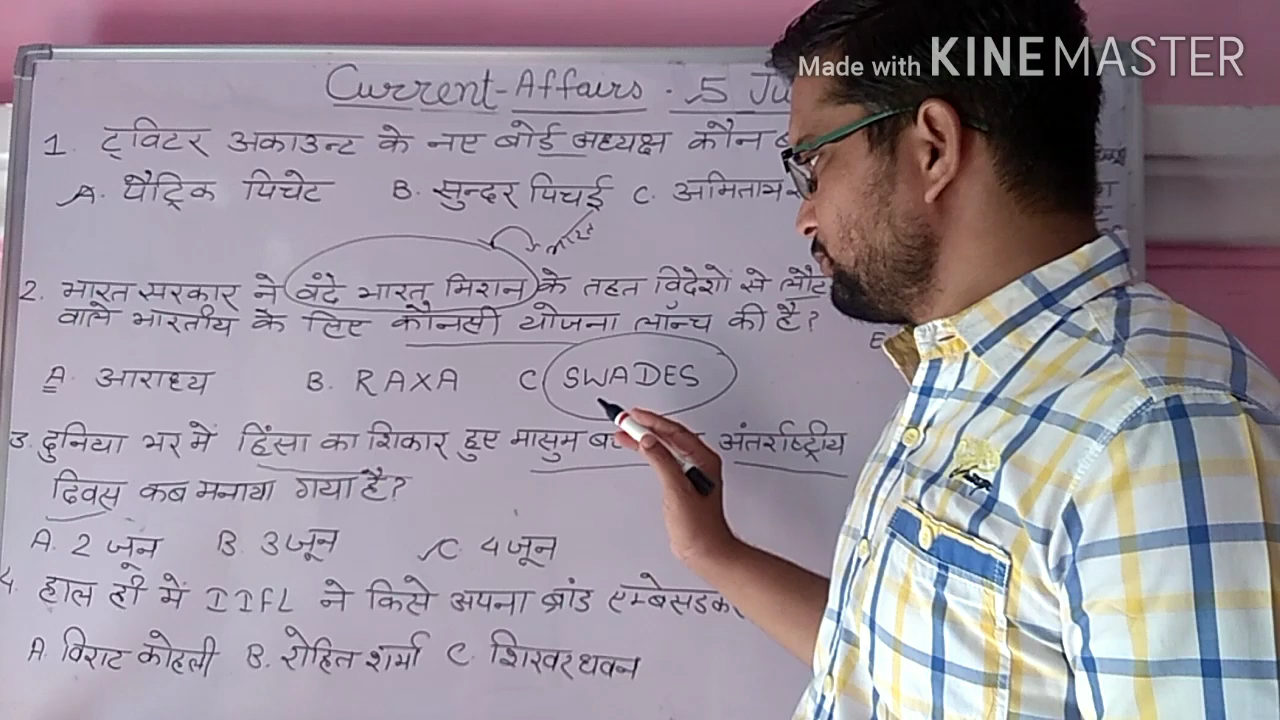 Made with KINEMASTER
Current-Affairs. 5
1. ट्विटर अकाउन्ट के नए बोर्ड अध्यक्ष कौन
A. पैट्रिक पिचेट B. सुन्दर पिचई C. अमिताभ
2. भारत सरकार ने वंदे भारत मिशन के तहत विदेशों से लौट
वाले भारतीय के लिए कौनसी योजना लॉन्च की है?
A. आराध्य B. RAXA C SWADES
3. दुनिया भर में हिंसा का शिकार हुए मासुम अंतर्राष्ट्रीय
दिवस कब मनाया गया है?
A. 2 जून B. 3 जून C. 4 जून
4. हाल ही में IIFL ने किसे अपना ब्रांड
A. विराट कोहली B. रोहित शर्मा C. शिखर धवन